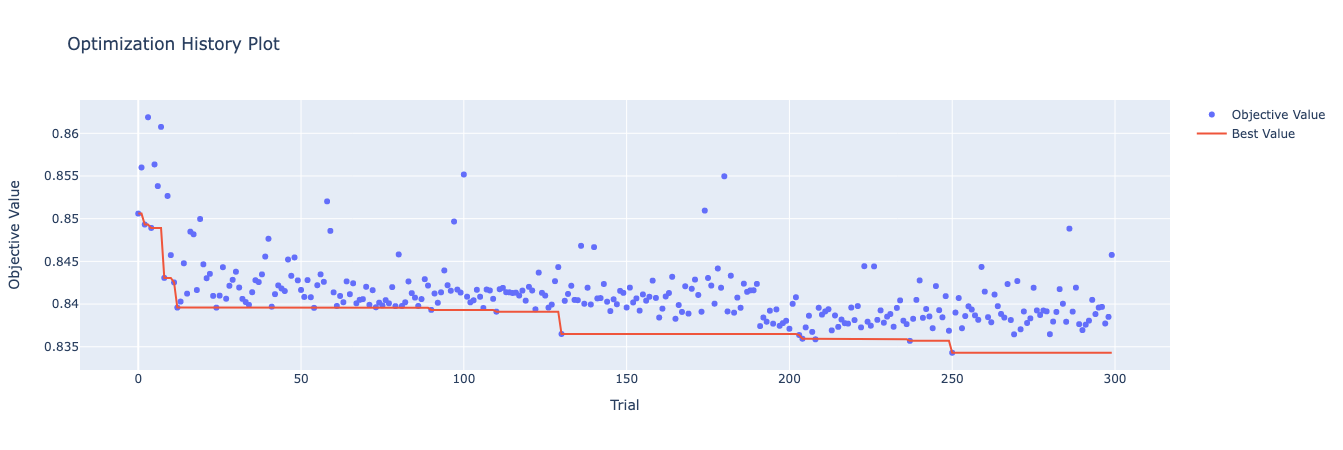 Optimization History Plot
Objective Value
Best Value
0.86
0.855
0.85
0.845
0.84
0.835
Objective Value
0
50
100
150
200
250
300
Trial